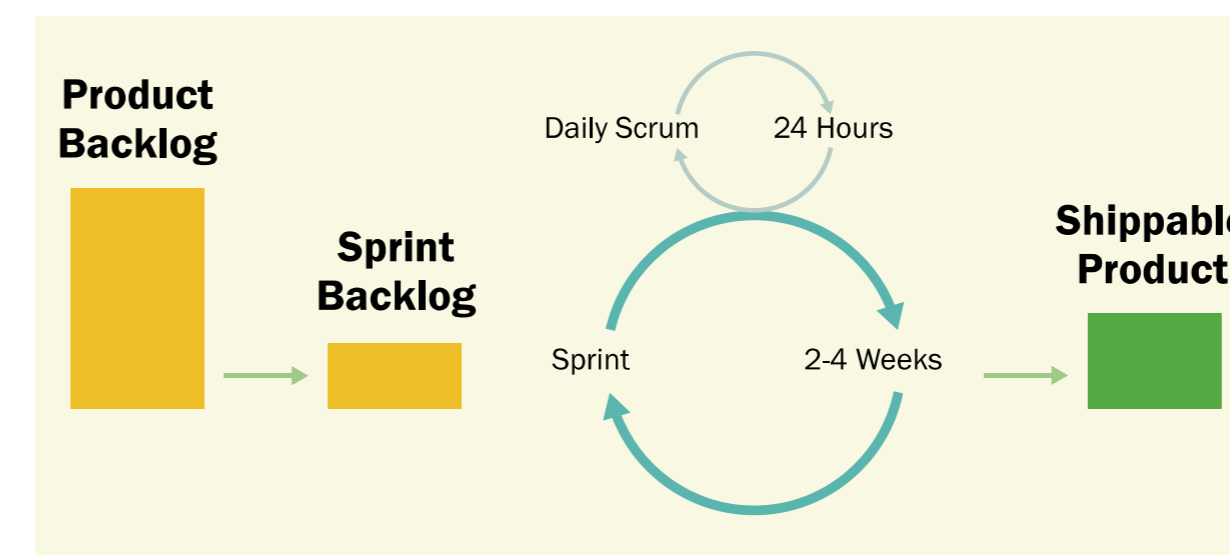 Product
Backlog
Sprint
Backlog
Daily Scrum
24 Hours
Sprint
2-4 Weeks
Shippable
Product